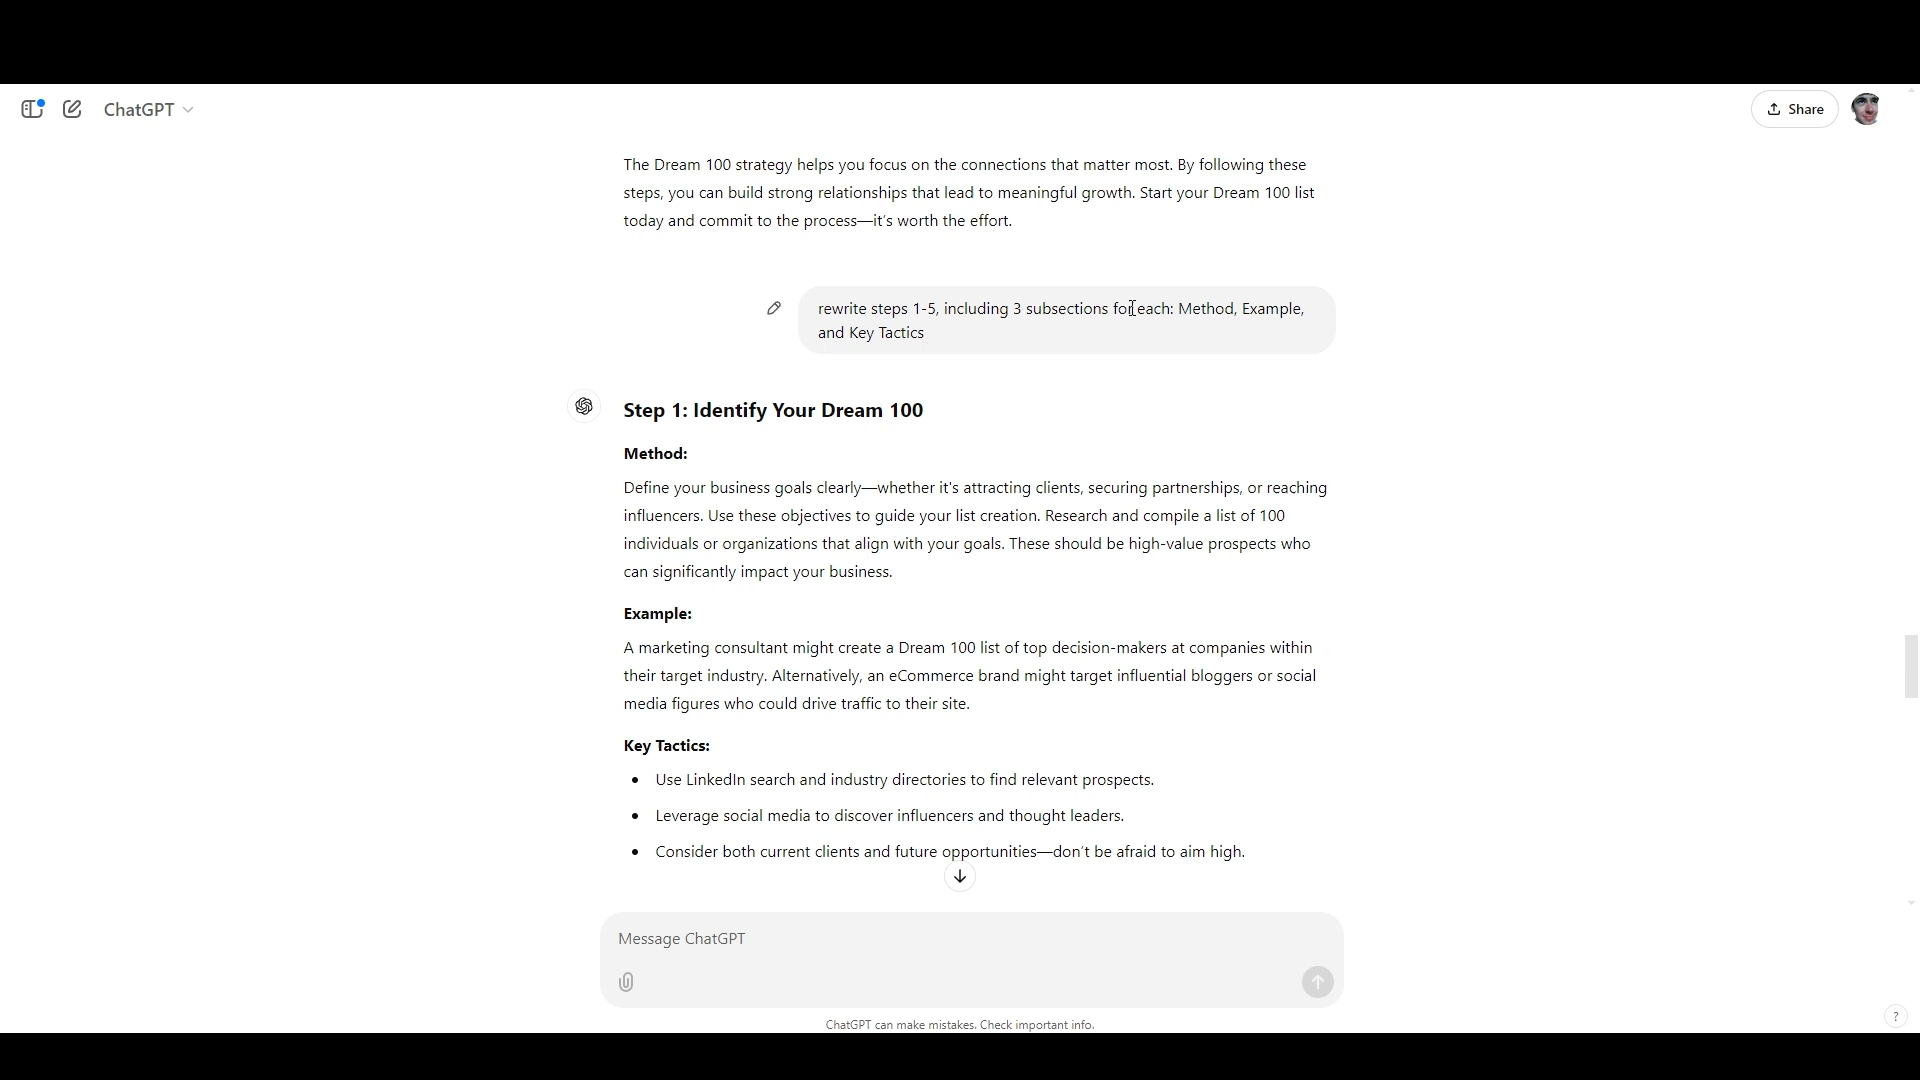 ChatGPT
Share
The Dream 100 strategy helps you focus on the connections that matter most. By following these
steps, you can build strong relationships that lead to meaningful growth. Start your Dream 100 list
today and commit to the process—it's worth the effort.
rewrite steps 1-5, including 3 subsections for each: Method, Example,
and Key Tactics
Step 1: Identify Your Dream 100
Method:
Define your business goals clearly—whether it's attracting clients, securing partnerships, or reaching
influencers. Use these objectives to guide your list creation. Research and compile a list of 100
individuals or organizations that align with your goals. These should be high-value prospects who
can significantly impact your business.
Example:
A marketing consultant might create a Dream 100 list of top decision-makers at companies within
their target industry. Alternatively, an eCommerce brand might target influential bloggers or social
media figures who could drive traffic to their site.
Key Tactics:
• Use LinkedIn search and industry directories to find relevant prospects.
• Leverage social media to discover influencers and thought leaders.
• Consider both current clients and future opportunities—don't be afraid to aim high.
Message ChatGPT
ChatGPT can make mistakes. Check important info.
?